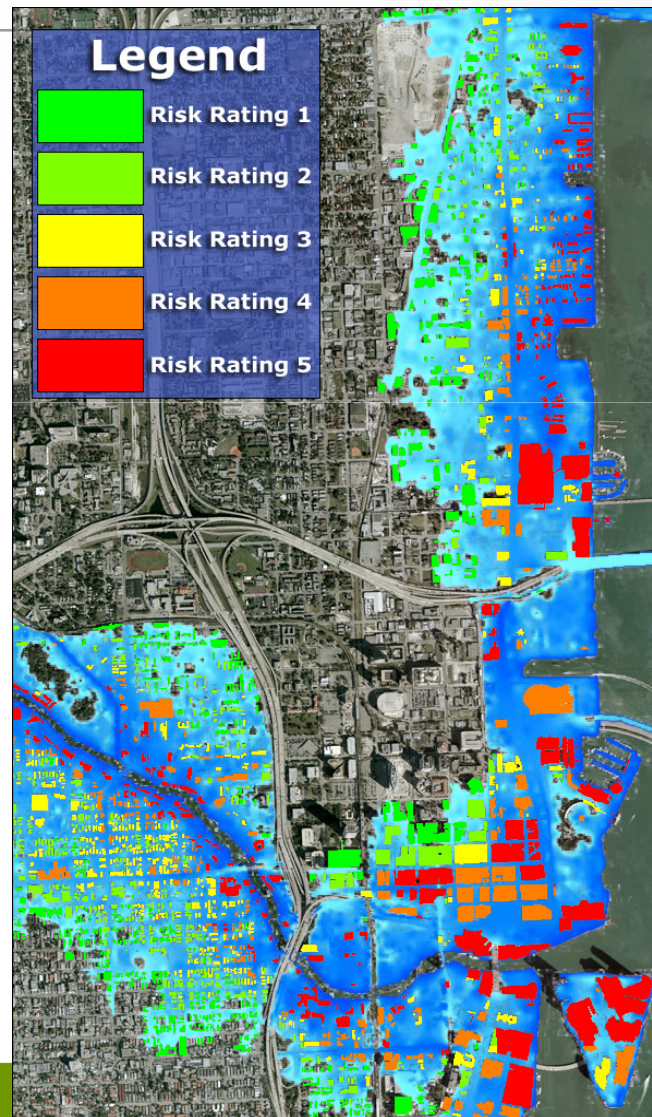 Legend
Risk Rating 1
Risk Rating 2
Risk Rating 3
Risk Rating 4
Risk Rating 5